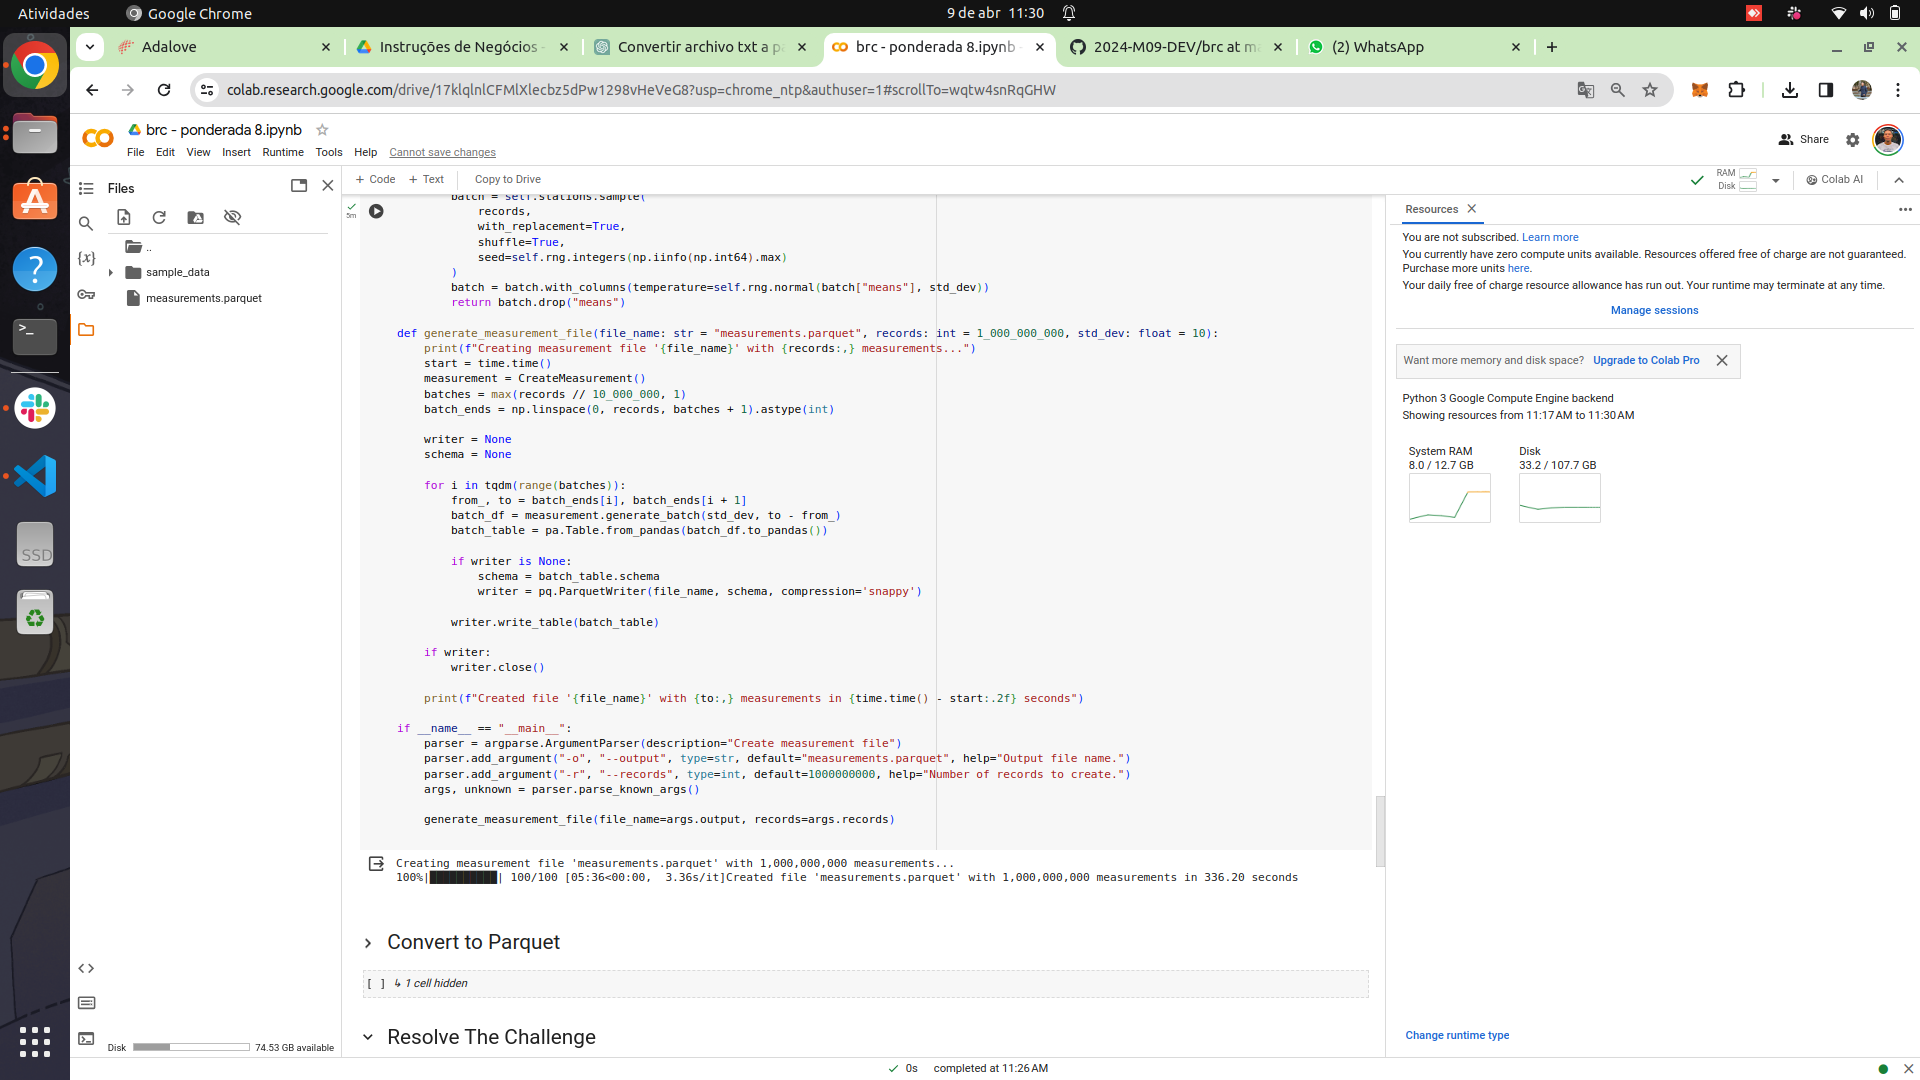 Atividades
Google Chrome
9 de abr 11:30
Adalove
Instruções de Negócios -
Convertir archivo txt a pa
brc - ponderada 8.ipynb -
2024-M09-DEV/brc at ma
(2) WhatsApp
colab.research.google.com/drive/17klqlnlCFMlXlecbz5dPw1298vHeVeG8?usp=chrome_ntp&authuser=1#scrollTo=wqtw4snRqGHW
brc - ponderada 8.ipynb
File Edit View Insert Runtime Tools Help Cannot save changes
Share
Files
+ Code + Text Copy to Drive
RAM
Disk
Colab AI
..
sample_data
measurements.parquet
5m
batch = self.stations.sample(
records,
with_replacement=True,
shuffle=True,
seed=self.rng.integers(np.iinfo(np.int64).max)
)
batch = batch.with_columns(temperature=self.rng.normal(batch["means"], std_dev))
return batch.drop("means")
def generate_measurement_file(file_name: str = "measurements.parquet", records: int = 1_000_000_000, std_dev: float = 10):
print(f"Creating measurement file '{file_name}' with {records:,} measurements...")
start = time.time()
measurement = CreateMeasurement()
batches = max(records // 10_000_000, 1)
batch_ends = np.linspace(0, records, batches + 1).astype(int)
writer = None
schema = None
for i in tqdm(range(batches)):
from_, to = batch_ends[i], batch_ends[i + 1]
batch_df = measurement.generate_batch(std_dev, to - from_)
batch_table = pa.Table.from_pandas(batch_df.to_pandas())
if writer is None:
schema = batch_table.schema
writer = pq.ParquetWriter(file_name, schema, compression='snappy')
writer.write_table(batch_table)
if writer:
writer.close()
print(f"Created file '{file_name}' with {to:,} measurements in {time.time() - start:.2f} seconds")
if __name__ == "__main__":
parser = argparse.ArgumentParser(description="Create measurement file")
parser.add_argument("-o", "--output", type=str, default="measurements.parquet", help="Output file name.")
parser.add_argument("-r", "--records", type=int, default=1000000000, help="Number of records to create.")
args, unknown = parser.parse_known_args()
generate_measurement_file(file_name=args.output, records=args.records)
Creating measurement file 'measurements.parquet' with 1,000,000,000 measurements...
100%|██████████| 100/100 [05:36<00:00, 3.36s/it]Created file 'measurements.parquet' with 1,000,000,000 measurements in 336.20 seconds
Convert to Parquet
[ ] ↳ 1 cell hidden
Resolve The Challenge
Resources
You are not subscribed. Learn more
You currently have zero compute units available. Resources offered free of charge are not guaranteed.
Purchase more units here.
Your daily free of charge resource allowance has run out. Your runtime may terminate at any time.
Manage sessions
Want more memory and disk space? Upgrade to Colab Pro
Python 3 Google Compute Engine backend
Showing resources from 11:17 AM to 11:30 AM
System RAM
8.0 / 12.7 GB
Disk
33.2 / 107.7 GB
Change runtime type
Disk 74.53 GB available
0s completed at 11:26 AM
SSD